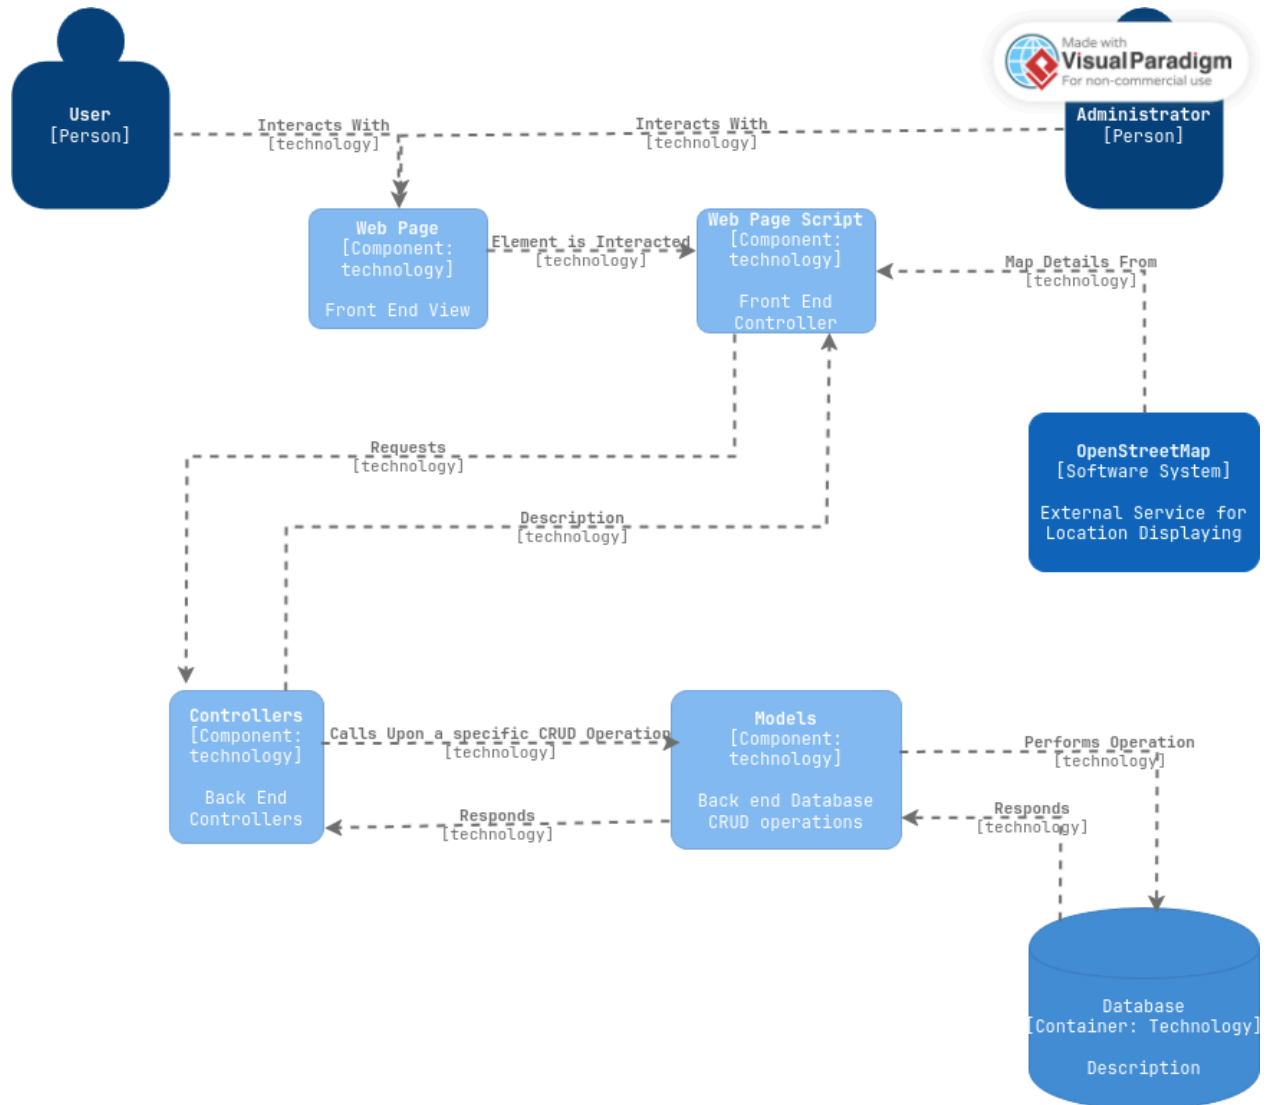 Made with
Visual Paradigm
For non-commercial use
User
[Person]
Administrator
[Person]
Interacts With
[technology]
Interacts With
[technology]
Web Page
[Component:
technology]
Front End View
Element is Interacted
[technology]
Web Page Script
[Component:
technology]
Front End
Controller
Map Details From
[technology]
Requests
[technology]
OpenStreetMap
[Software System]
External Service for
Location Displaying
Description
[technology]
Controllers
[Component:
technology]
Back End
Controllers
Calls Upon a specific CRUD Operation
[technology]
Models
[Component:
technology]
Back end Database
CRUD operations
Performs Operation
[technology]
Responds
[technology]
Responds
[technology]
Database
[Container: Technology]
Description